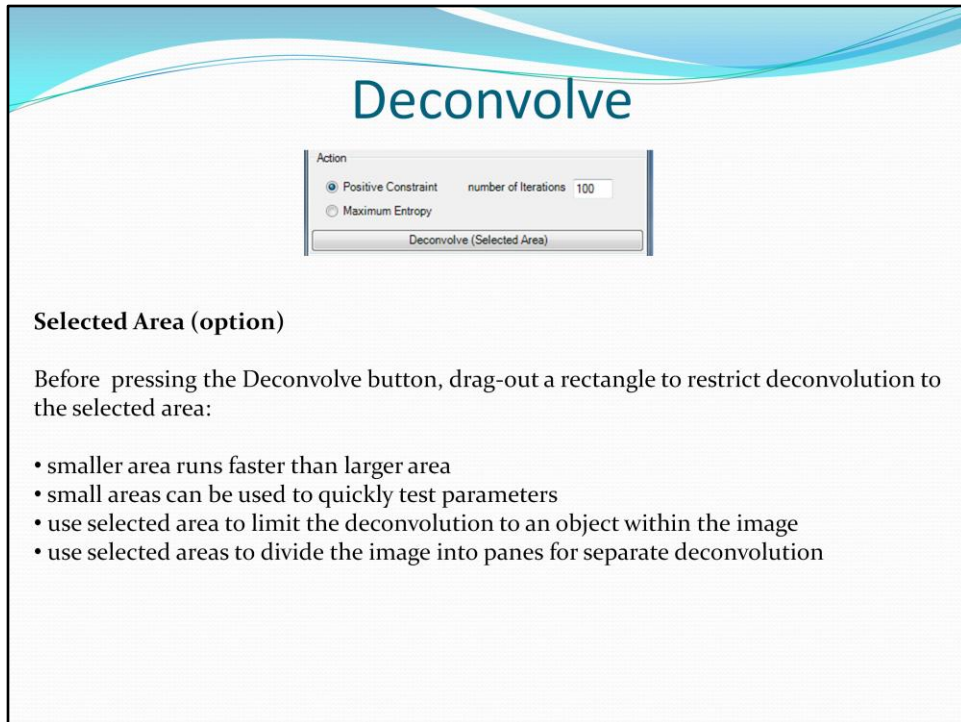 Deconvolve
Action
Positive Constraint number of Iterations 100
Maximum Entropy
Deconvolve (Selected Area)
Selected Area (option)
Before pressing the Deconvolve button, drag-out a rectangle to restrict deconvolution to
the selected area:
• smaller area runs faster than larger area
• small areas can be used to quickly test parameters
• use selected area to limit the deconvolution to an object within the image
• use selected areas to divide the image into panes for separate deconvolution